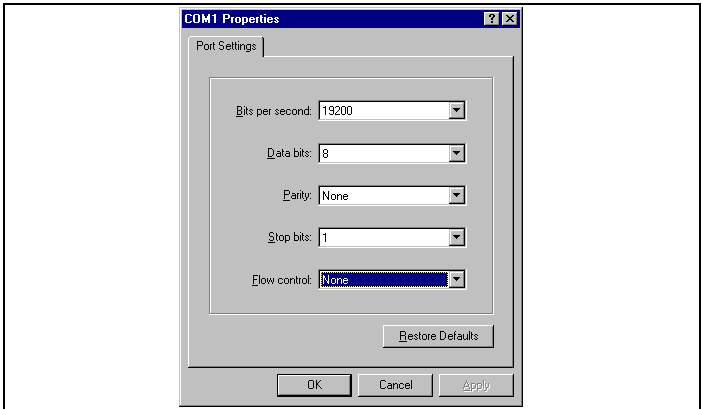 COM1 Properties
Port Settings
Bits per second: 19200
Data bits: 8
Parity: None
Stop bits: 1
Flow control: None
Restore Defaults
OK Cancel Apply